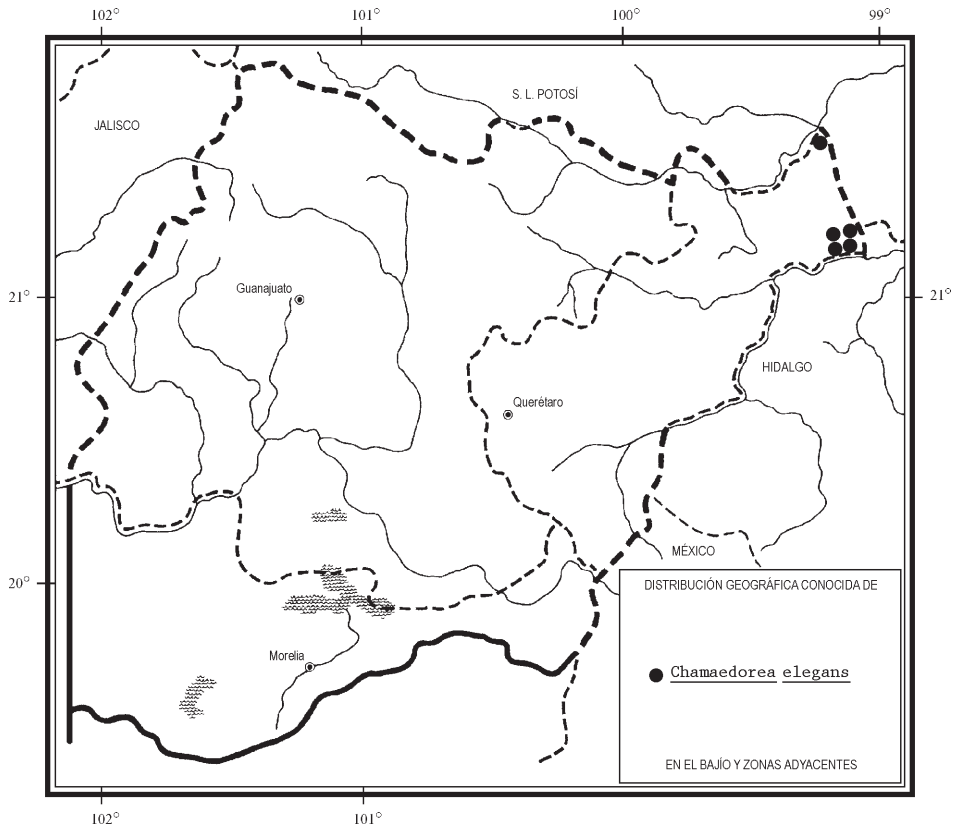 102° 101° 100° 99°
S. L. POTOSÍ
JALISCO
Guanajuato
21° 21°
HIDALGO
Querétaro
MÉXICO
20°
DISTRIBUCIÓN GEOGRÁFICA CONOCIDA DE
Morelia
Chamaedorea elegans
EN EL BAJÍO Y ZONAS ADYACENTES
102° 101°